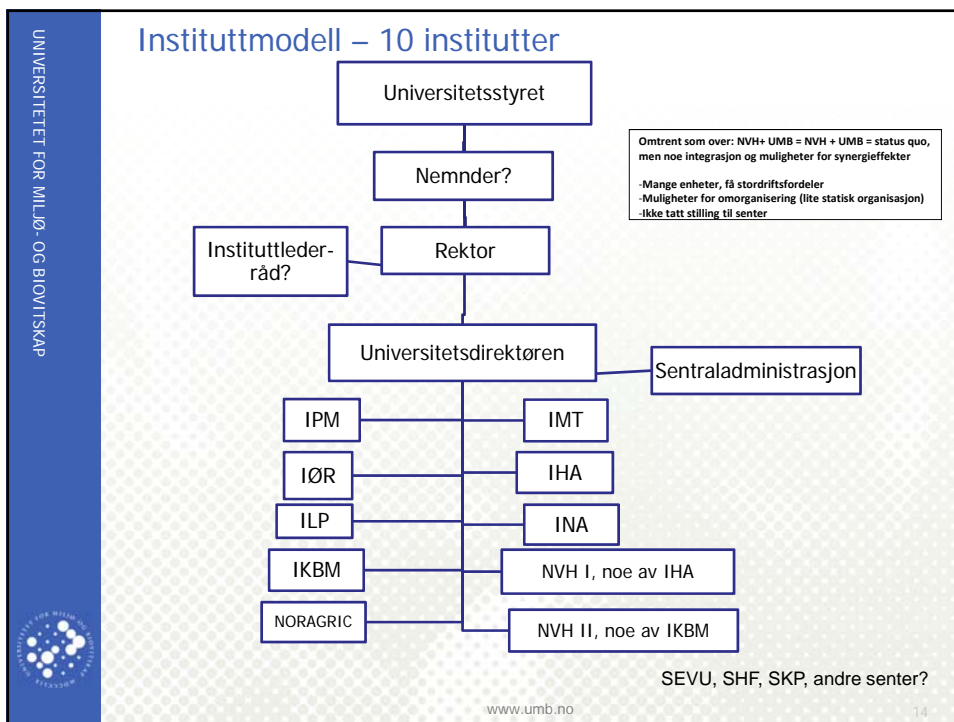 UNIVERSITETET FOR MILJØ- OG BIOVITSKAP
Instituttmodell – 10 institutter
Universitetsstyret
Omtrent som over: NVH+ UMB = NVH + UMB = status quo,
men noe integrasjon og muligheter for synergieffekter
-Mange enheter, få stordriftsfordeler
-Muligheter for omorganisering (lite statisk organisasjon)
-Ikke tatt stilling til senter
Nemnder?
Instituttleder-
råd?
Rektor
Universitetsdirektøren
Sentraladministrasjon
IPM
IMT
IØR
IHA
ILP
INA
IKBM
NVH I, noe av IHA
NORAGRIC
NVH II, noe av IKBM
SEVU, SHF, SKP, andre senter?
www.umb.no
14